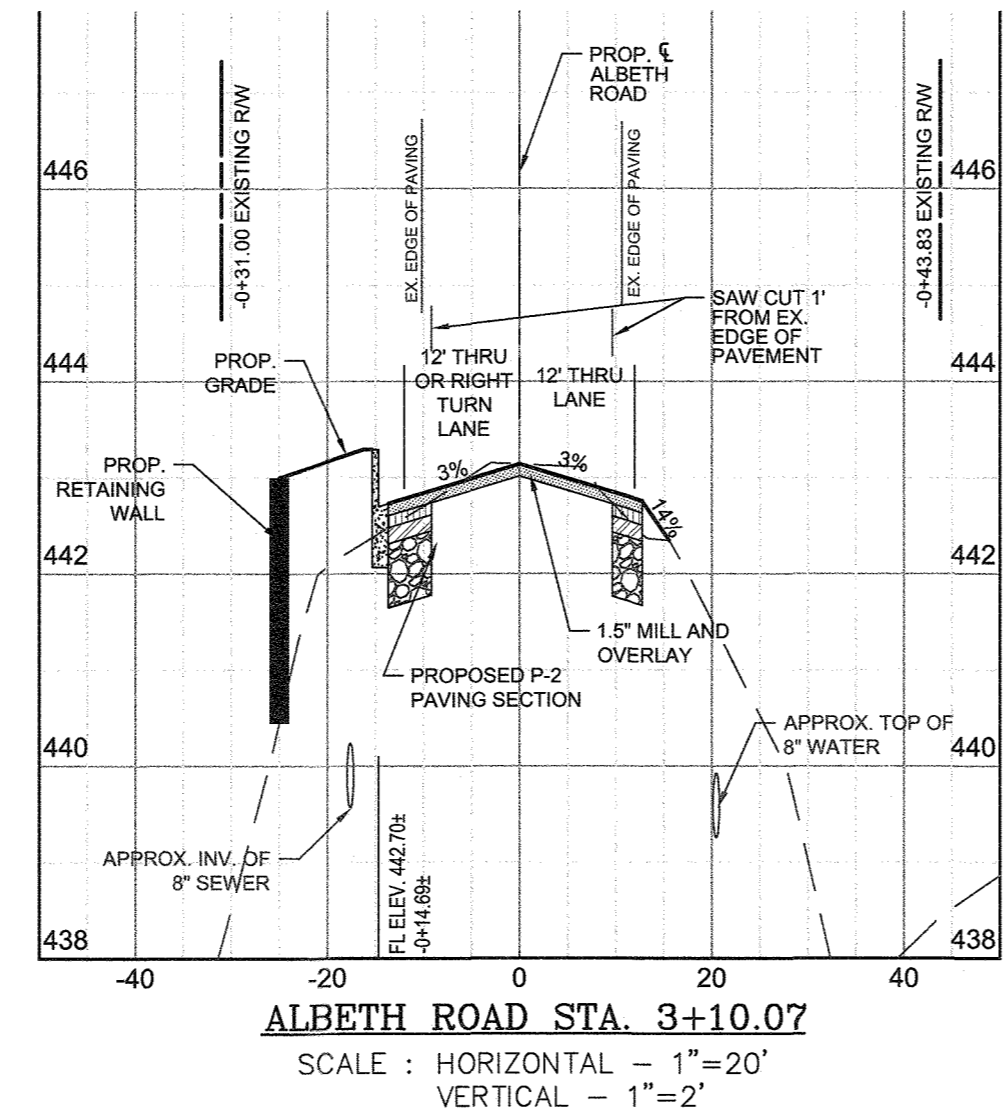 PROP. ℄
ALBETH
ROAD
-0+31.00 EXISTING R/W
EX. EDGE OF PAVING
EX. EDGE OF PAVING
-0+43.83 EXISTING R/W
446
446
SAW CUT 1'
FROM EX.
EDGE OF
PAVEMENT
444
444
PROP.
GRADE
12' THRU
OR RIGHT
TURN
LANE
12' THRU
LANE
PROP.
RETAINING
WALL
3%
3%
14%
442
442
1.5" MILL AND
OVERLAY
PROPOSED P-2
PAVING SECTION
APPROX. TOP OF
8" WATER
440
440
APPROX. INV. OF
8" SEWER
FL ELEV. 442.70±
-0+14.69±
438
438
-40
-20
0
20
40
ALBETH ROAD STA. 3+10.07
SCALE : HORIZONTAL – 1"=20'
VERTICAL – 1"=2'